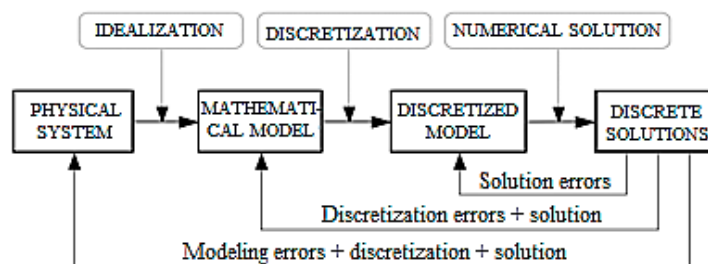 IDEALIZATION
DISCRETIZATION
NUMERICAL SOLUTION
PHYSICAL
SYSTEM
MATHEMATI-
CAL MODEL
DISCRETIZED
MODEL
DISCRETE
SOLUTIONS
Solution errors
Discretization errors + solution
Modeling errors + discretization + solution